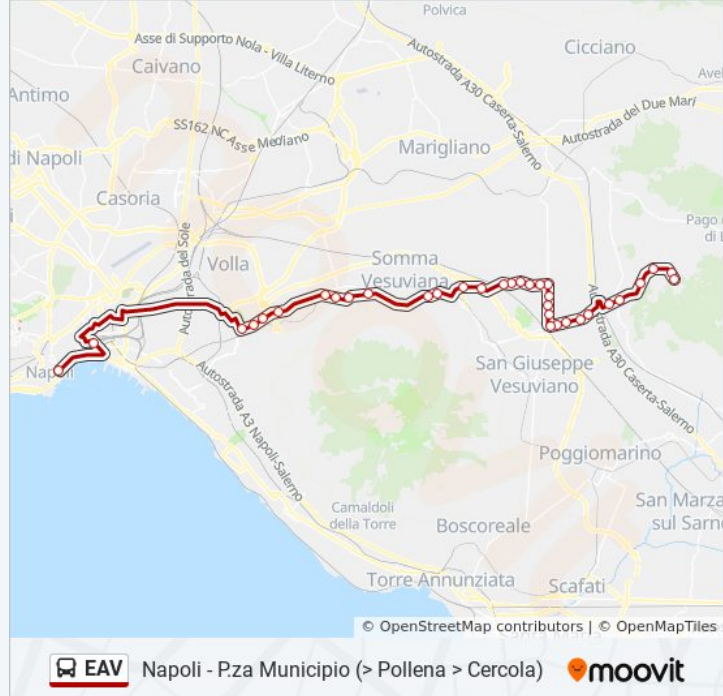 Polvica
Asse di Supporto Nola - Villa Literno
Cicciano
Caivano
Autostrada A30 Caserta-Salerno
Antimo
SS162 NC Asse Mediano
Autostrada dei Due Mari
di Napoli
Marigliano
Casoria
Autostrada del Sole
Pago
di L
Volla
Somma
Vesuviana
Autostrada A30 Caserta-Salerno
Napoli
San Giuseppe
Vesuviano
Autostrada A3 Napoli-Salerno
Poggiomarino
Camaldoli
della Torre
Boscoreale
San Marza
sul Sarno
Torre Annunziata
Scafati
© OpenStreetMap contributors | © OpenMapTiles
EAV Napoli - P.za Municipio (> Pollena > Cercola) moovit